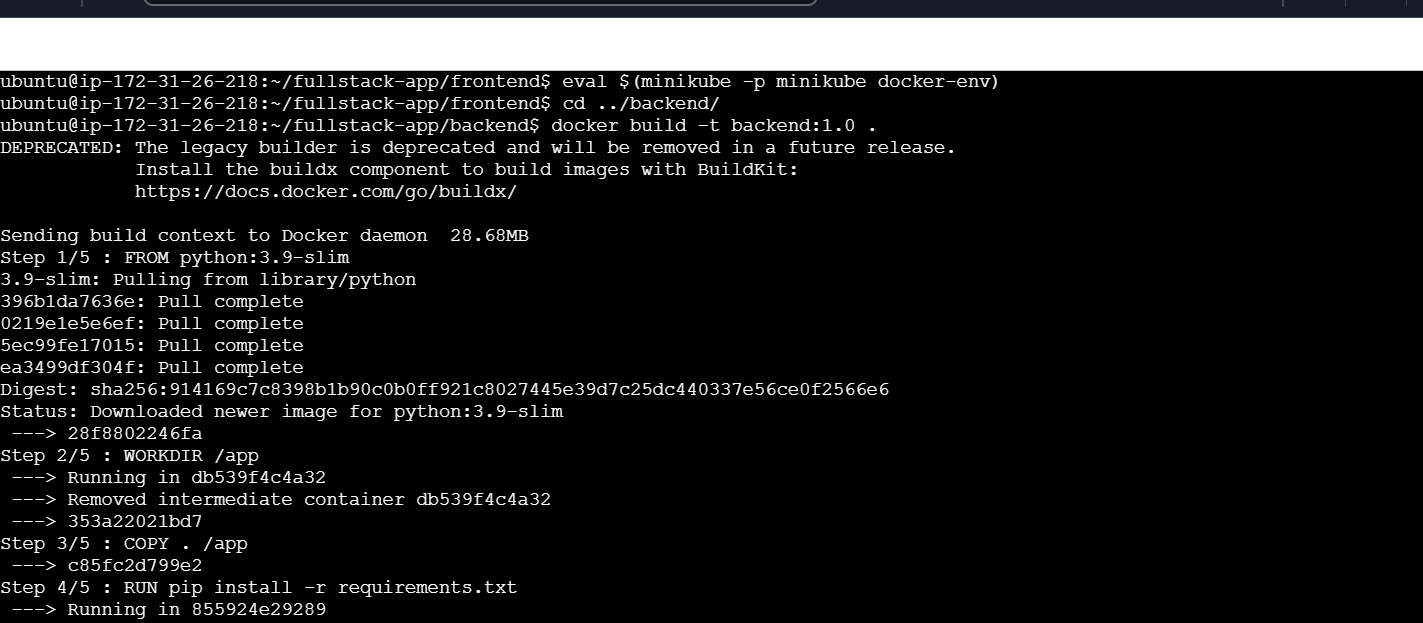 ubuntu@ip-172-31-26-218:~/fullstack-app/frontend$ eval $(minikube -p minikube docker-env)
ubuntu@ip-172-31-26-218:~/fullstack-app/frontend$ cd ../backend/
ubuntu@ip-172-31-26-218:~/fullstack-app/backend$ docker build -t backend:1.0 .
DEPRECATED: The legacy builder is deprecated and will be removed in a future release.
            Install the buildx component to build images with BuildKit:
            https://docs.docker.com/go/buildx/
Sending build context to Docker daemon  28.68MB
Step 1/5 : FROM python:3.9-slim
3.9-slim: Pulling from library/python
396b1da7636e: Pull complete
0219e1e5e6ef: Pull complete
5ec99fe17015: Pull complete
ea3499df304f: Pull complete
Digest: sha256:914169c7c8398b1b90c0b0ff921c8027445e39d7c25dc440337e56ce0f2566e6
Status: Downloaded newer image for python:3.9-slim
 ---> 28f8802246fa
Step 2/5 : WORKDIR /app
 ---> Running in db539f4c4a32
 ---> Removed intermediate container db539f4c4a32
 ---> 353a22021bd7
Step 3/5 : COPY . /app
 ---> c85fc2d799e2
Step 4/5 : RUN pip install -r requirements.txt
 ---> Running in 855924e29289